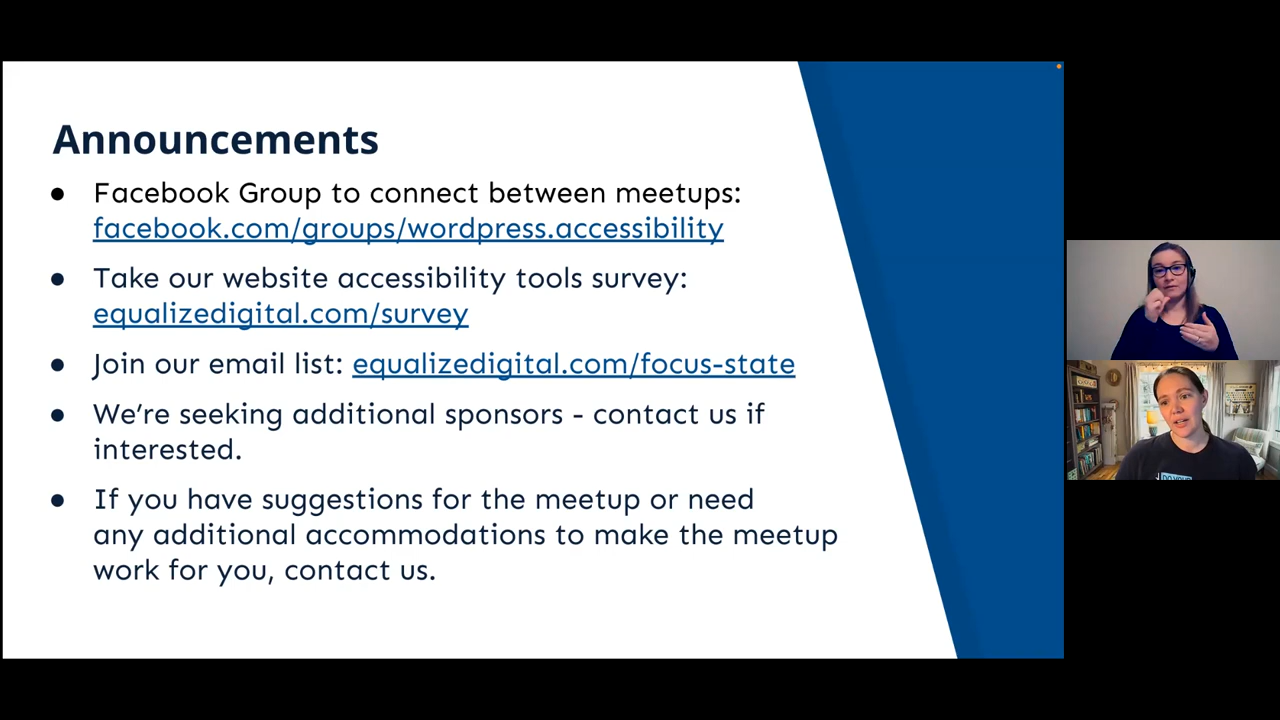 Announcements
● Facebook Group to connect between meetups:
facebook.com/groups/wordpress.accessibility
● Take our website accessibility tools survey:
equalizedigital.com/survey
● Join our email list: equalizedigital.com/focus-state
● We’re seeking additional sponsors - contact us if
interested.
● If you have suggestions for the meetup or need
any additional accommodations to make the meetup
work for you, contact us.